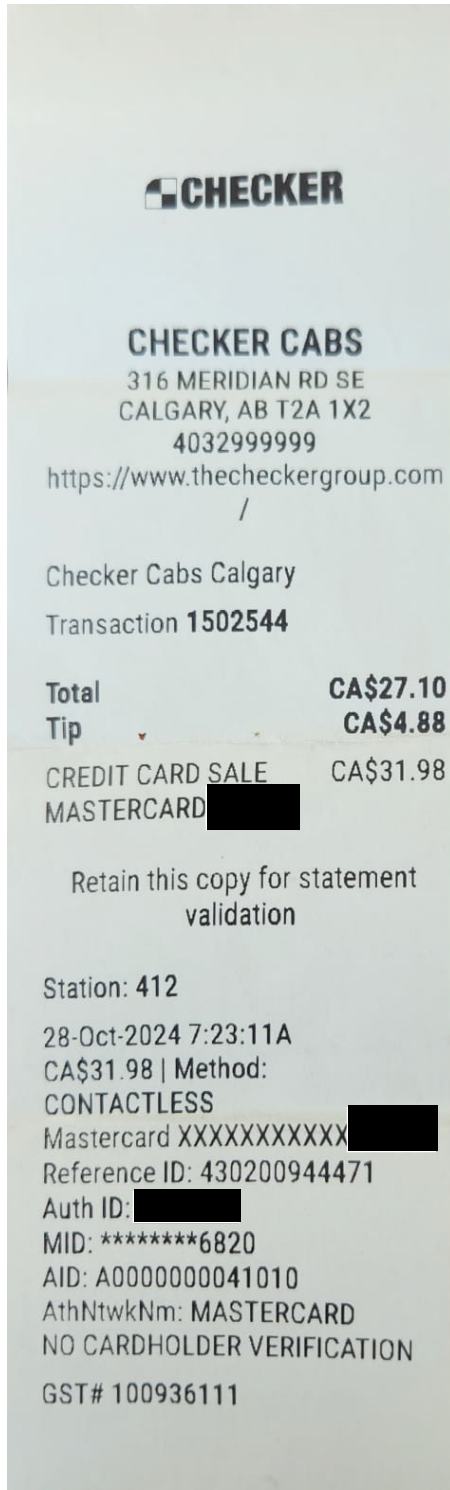 CHECKER
CHECKER CABS
316 MERIDIAN RD SE
CALGARY, AB T2A 1X2
4032999999
https://www.thecheckergroup.com
/
Checker Cabs Calgary
Transaction 1502544
Total CA$27.10
Tip CA$4.88
CREDIT CARD SALE CA$31.98
MASTERCARD
Retain this copy for statement
validation
Station: 412
28-Oct-2024 7:23:11A
CA$31.98 | Method:
CONTACTLESS
Mastercard XXXXXXXXXXXX
Reference ID: 430200944471
Auth ID:
MID: ********6820
AID: A0000000041010
AthNtwkNm: MASTERCARD
NO CARDHOLDER VERIFICATION
GST# 100936111